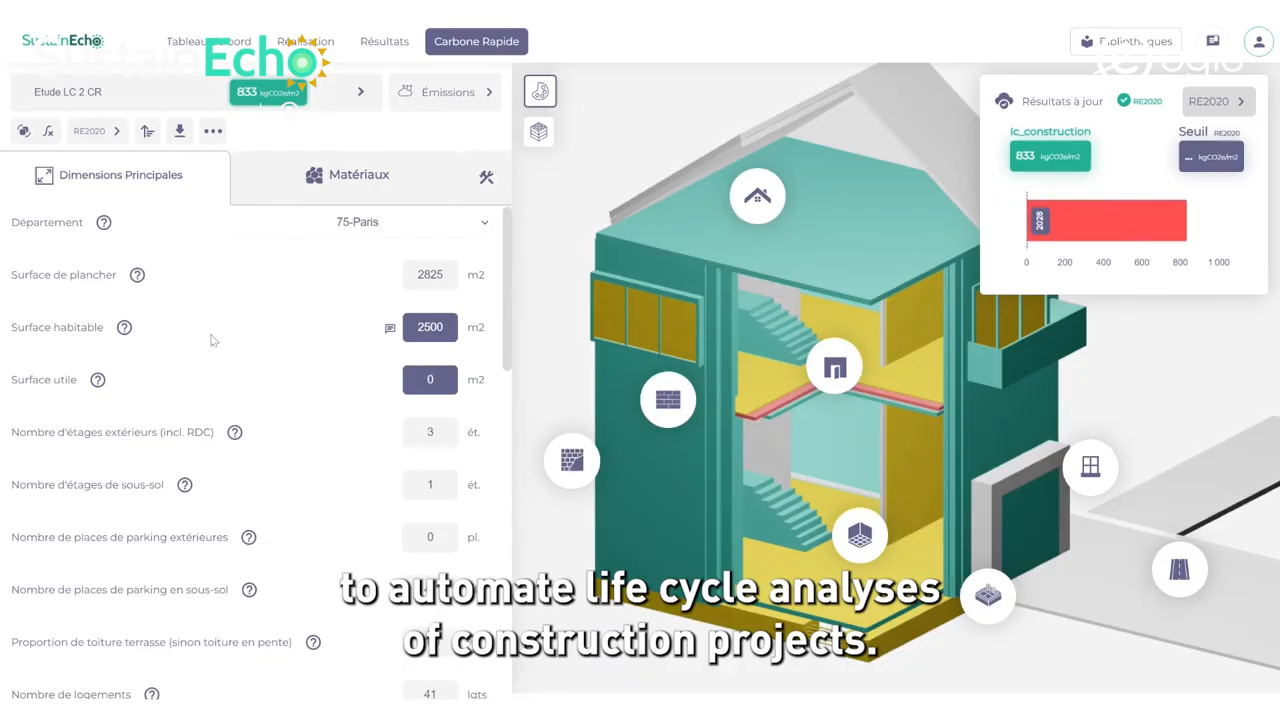 SustainEcho
SustainEcho
Tableau de bord
Réalisation
Résultats
Carbone Rapide
Bibliothèques
Etude LC 2 CR
833 kgCO2e/m2
Émissions
RE2020
Dimensions Principales
Matériaux
Département
75-Paris
Surface de plancher
2825 m2
Surface habitable
2500 m2
Surface utile
0 m2
Nombre d'étages extérieurs (incl. RDC)
3 ét.
Nombre d'étages de sous-sol
1 ét.
Nombre de places de parking extérieures
0 pl.
Nombre de places de parking en sous-sol
Proportion de toiture terrasse (sinon toiture en pente)
Nombre de logements
41 lgts
Résultats à jour
RE2020
RE2020
Ic_construction
Seuil RE2020
833 kgCO2e/m2
... kgCO2e/m2
2028
0 200 400 600 800 1 000
to automate life cycle analyses
of construction projects.